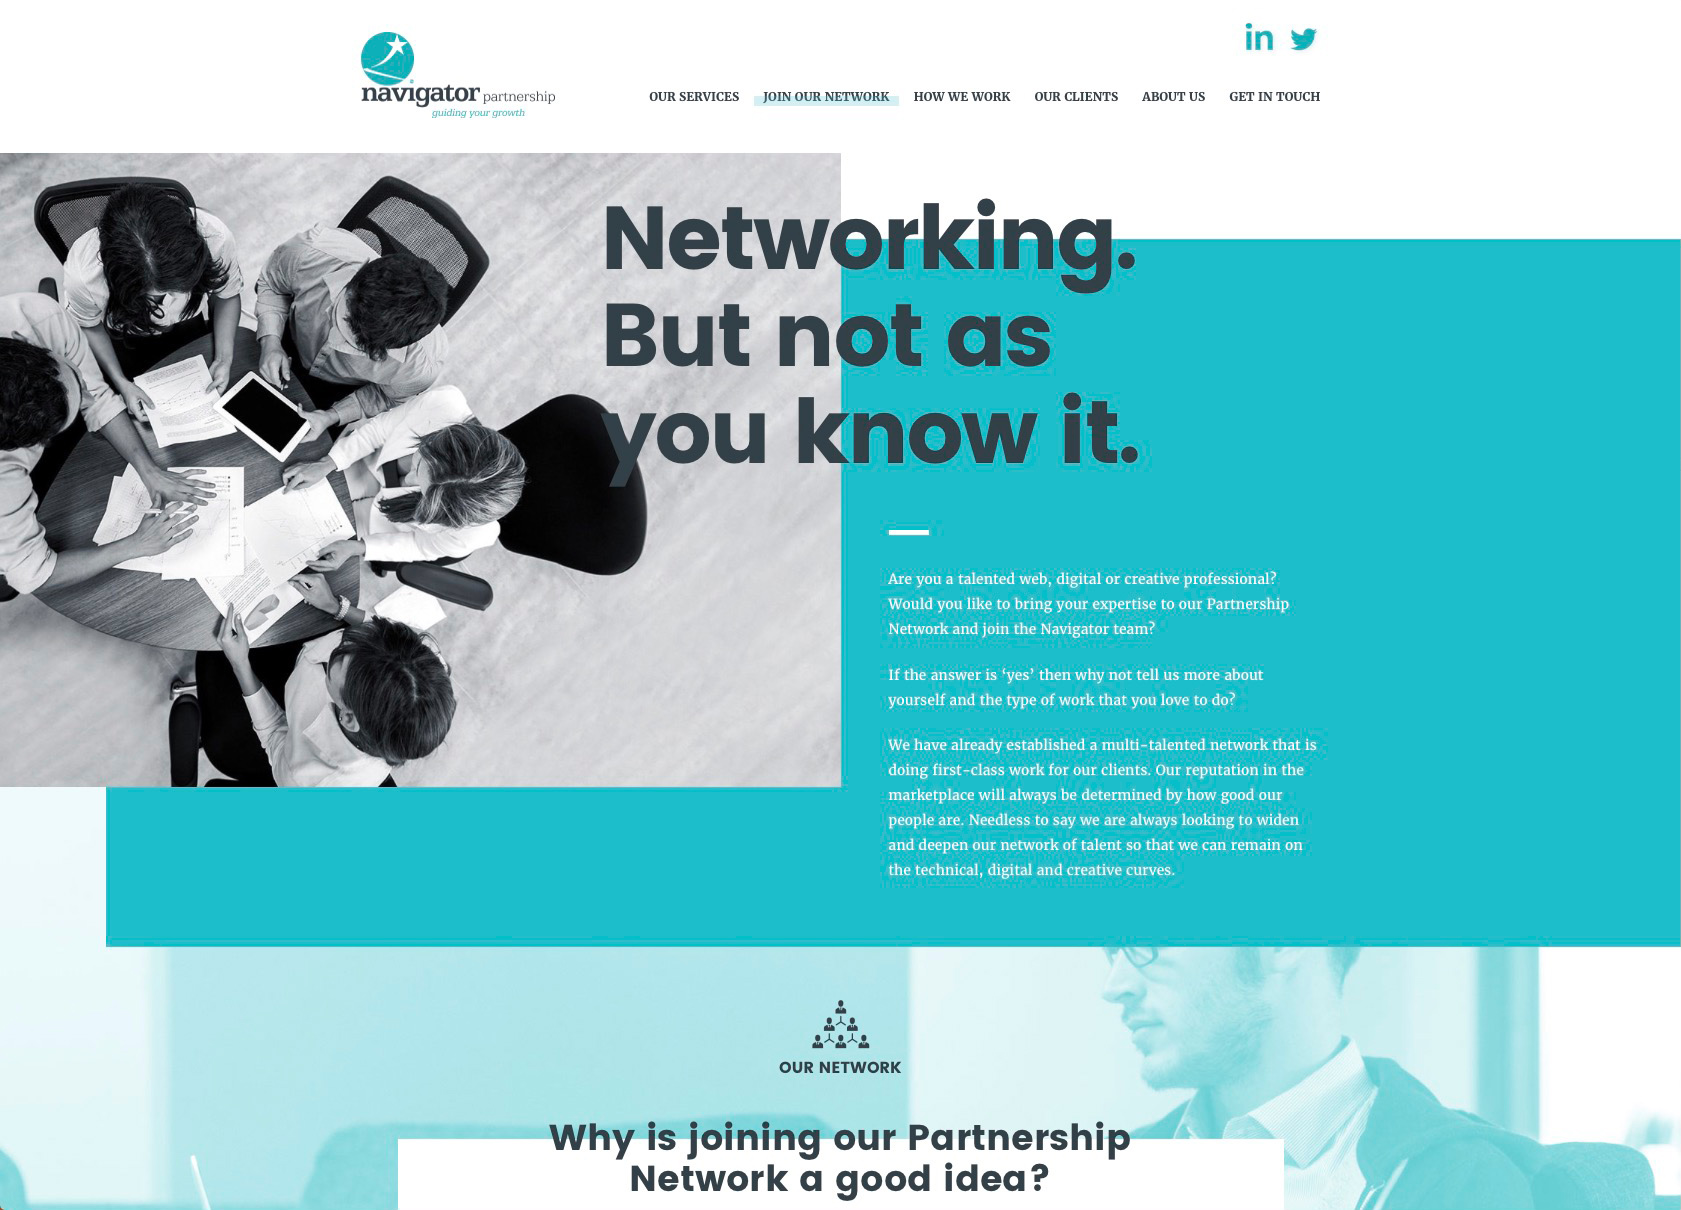 in
navigator partnership
guiding your growth
OUR SERVICES JOIN OUR NETWORK HOW WE WORK OUR CLIENTS ABOUT US GET IN TOUCH
Networking.
But not as
you know it.
Are you a talented web, digital or creative professional?
Would you like to bring your expertise to our Partnership
Network and join the Navigator team?
If the answer is ‘yes’ then why not tell us more about
yourself and the type of work that you love to do?
We have already established a multi-talented network that is
doing first-class work for our clients. Our reputation in the
marketplace will always be determined by how good our
people are. Needless to say we are always looking to widen
and deepen our network of talent so that we can remain on
the technical, digital and creative curves.
OUR NETWORK
Why is joining our Partnership
Network a good idea?